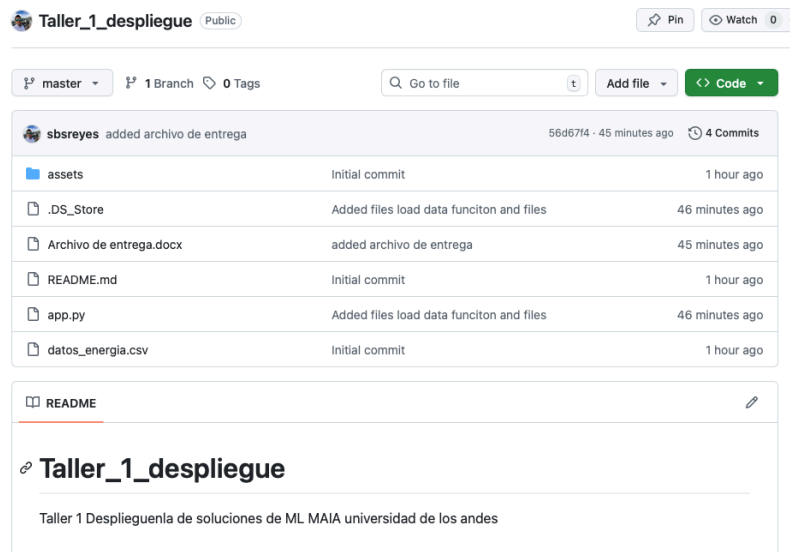 Taller_1_despliegue Public Pin Watch 0
master 1 Branch 0 Tags Go to file t Add file Code
sbsreyes added archivo de entrega 56d67f4 · 45 minutes ago 4 Commits
assets Initial commit 1 hour ago
.DS_Store Added files load data funciton and files 46 minutes ago
Archivo de entrega.docx added archivo de entrega 45 minutes ago
README.md Initial commit 1 hour ago
app.py Added files load data funciton and files 46 minutes ago
datos_energia.csv Initial commit 1 hour ago
README
Taller_1_despliegue
Taller 1 Desplieguenla de soluciones de ML MAIA universidad de los andes